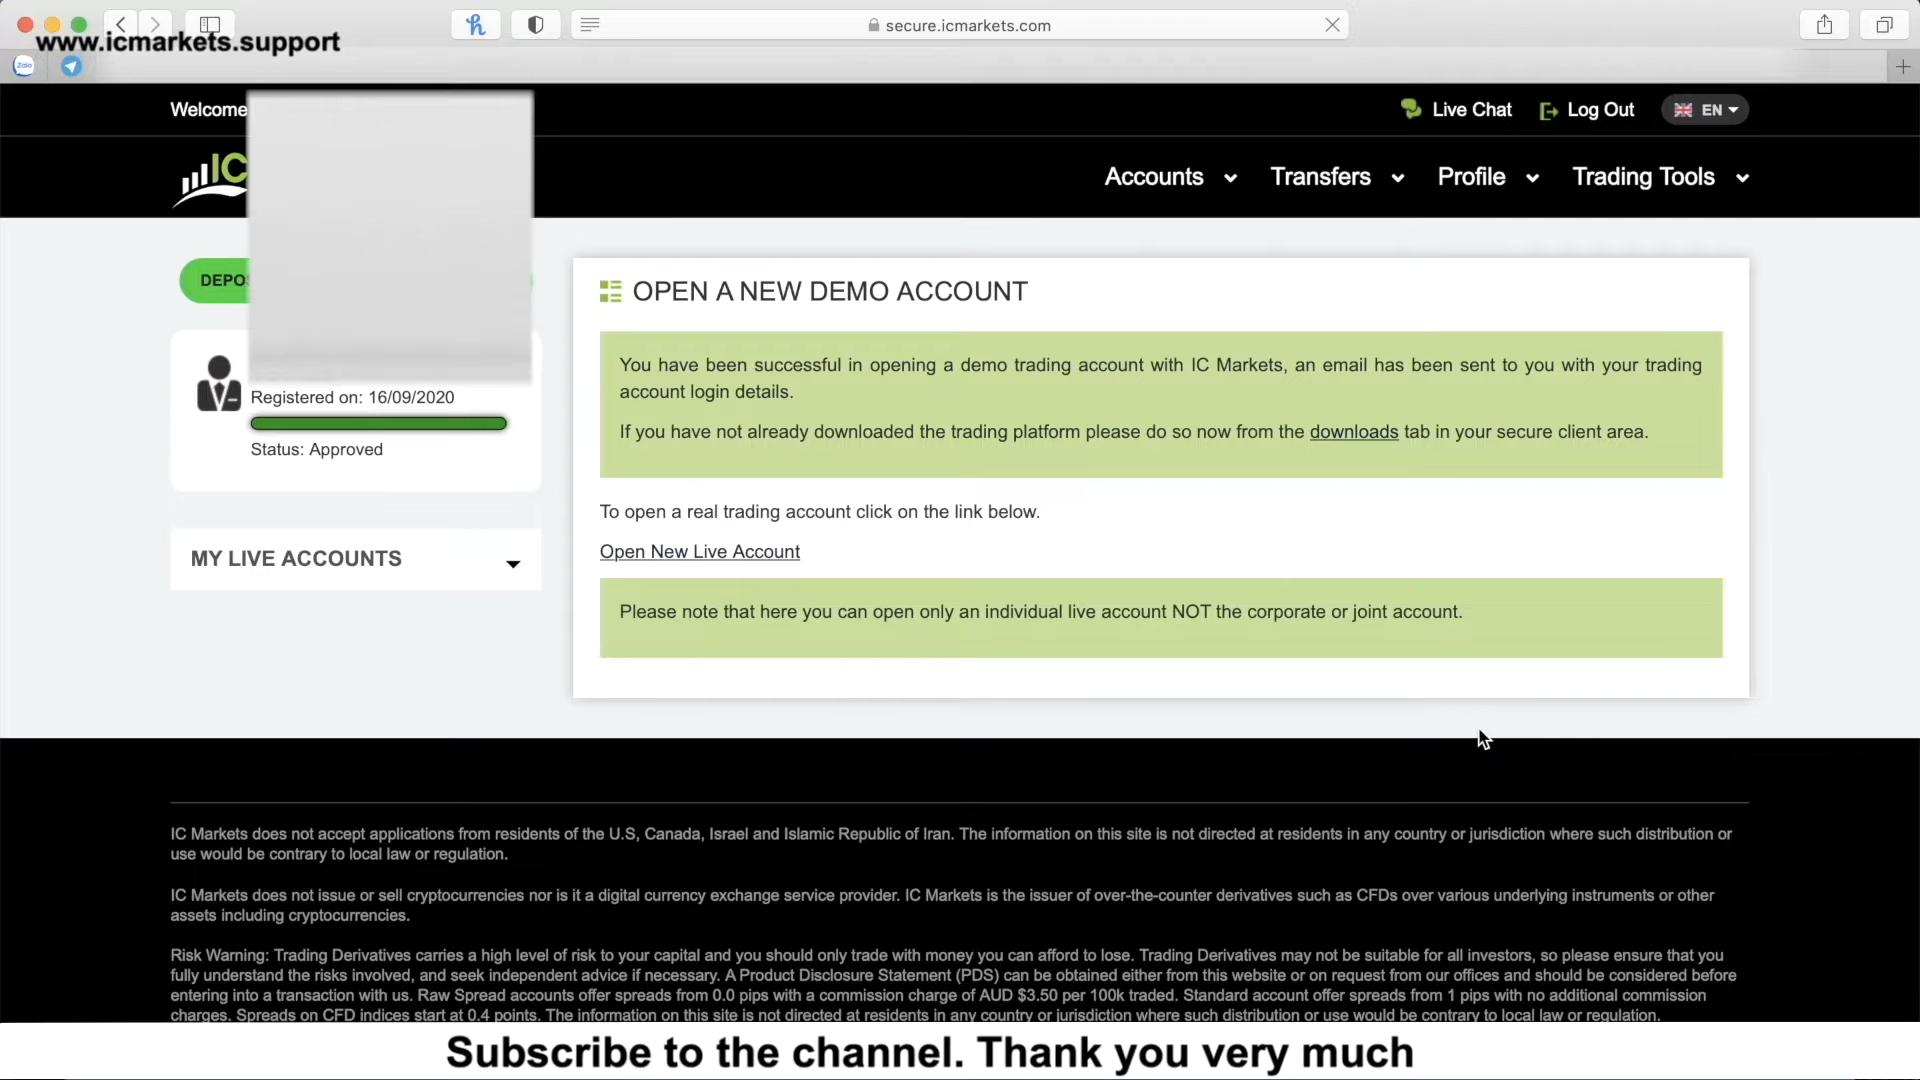 secure.icmarkets.com
www.icmarkets.support
Zalo
Welcome
Live Chat
Log Out
EN
IC
Accounts
Transfers
Profile
Trading Tools
DEPOS
OPEN A NEW DEMO ACCOUNT
You have been successful in opening a demo trading account with IC Markets, an email has been sent to you with your trading
account login details.
If you have not already downloaded the trading platform please do so now from the downloads tab in your secure client area.
Registered on: 16/09/2020
Status: Approved
To open a real trading account click on the link below.
Open New Live Account
MY LIVE ACCOUNTS
Please note that here you can open only an individual live account NOT the corporate or joint account.
IC Markets does not accept applications from residents of the U.S, Canada, Israel and Islamic Republic of Iran. The information on this site is not directed at residents in any country or jurisdiction where such distribution or
use would be contrary to local law or regulation.
IC Markets does not issue or sell cryptocurrencies nor is it a digital currency exchange service provider. IC Markets is the issuer of over-the-counter derivatives such as CFDs over various underlying instruments or other
assets including cryptocurrencies.
Risk Warning: Trading Derivatives carries a high level of risk to your capital and you should only trade with money you can afford to lose. Trading Derivatives may not be suitable for all investors, so please ensure that you
fully understand the risks involved, and seek independent advice if necessary. A Product Disclosure Statement (PDS) can be obtained either from this website or on request from our offices and should be considered before
entering into a transaction with us. Raw Spread accounts offer spreads from 0.0 pips with a commission charge of AUD $3.50 per 100k traded. Standard account offer spreads from 1 pips with no additional commission
charges. Spreads on CFD indices start at 0.4 points. The information on this site is not directed at residents in any country or jurisdiction where such distribution or use would be contrary to local law or regulation.
Subscribe to the channel. Thank you very much